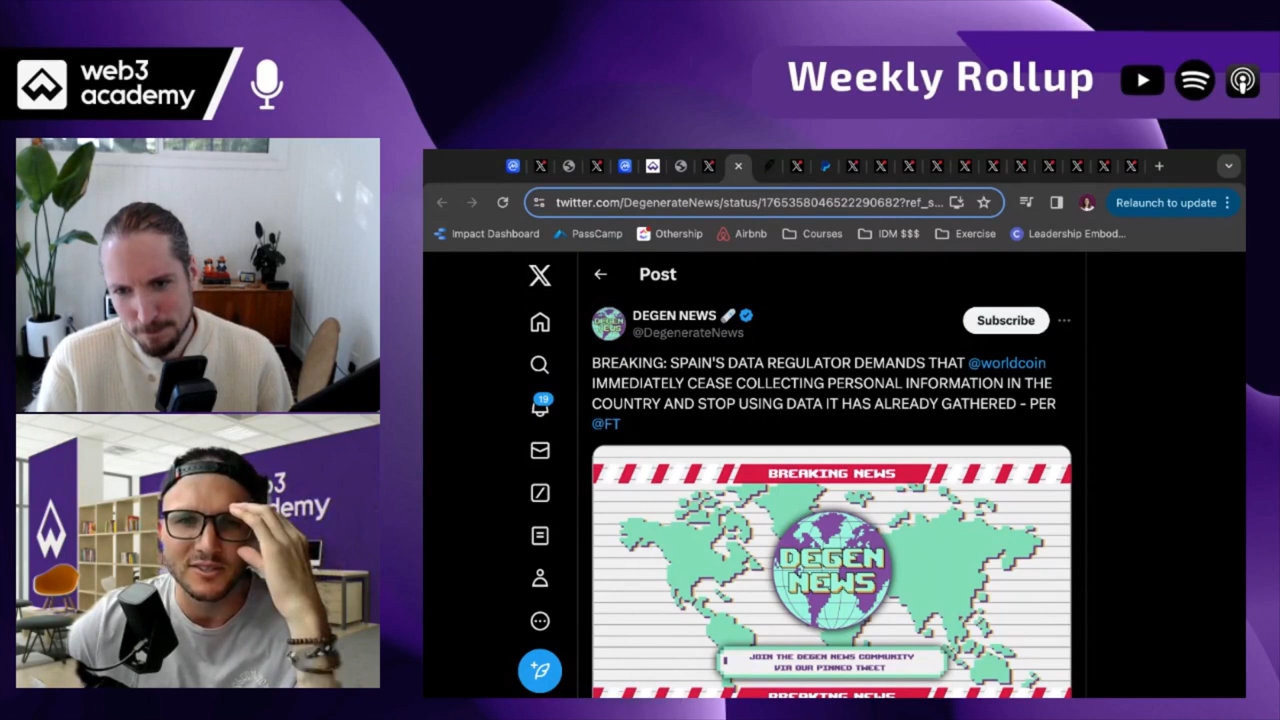 web3
academy
Weekly Rollup
twitter.com/DegenerateNews/status/1765358046522290682?ref_s...
Relaunch to update
Impact Dashboard
PassCamp
Othership
Airbnb
Courses
IDM $$$
Exercise
Leadership Embod...
Post
DEGEN NEWS
@DegenerateNews
Subscribe
BREAKING: SPAIN'S DATA REGULATOR DEMANDS THAT @worldcoin
IMMEDIATELY CEASE COLLECTING PERSONAL INFORMATION IN THE
COUNTRY AND STOP USING DATA IT HAS ALREADY GATHERED - PER
@FT
19
BREAKING NEWS
DEGEN
NEWS
JOIN THE DEGEN NEWS COMMUNITY
VIA OUR PINNED TWEET
BREAKING NEWS